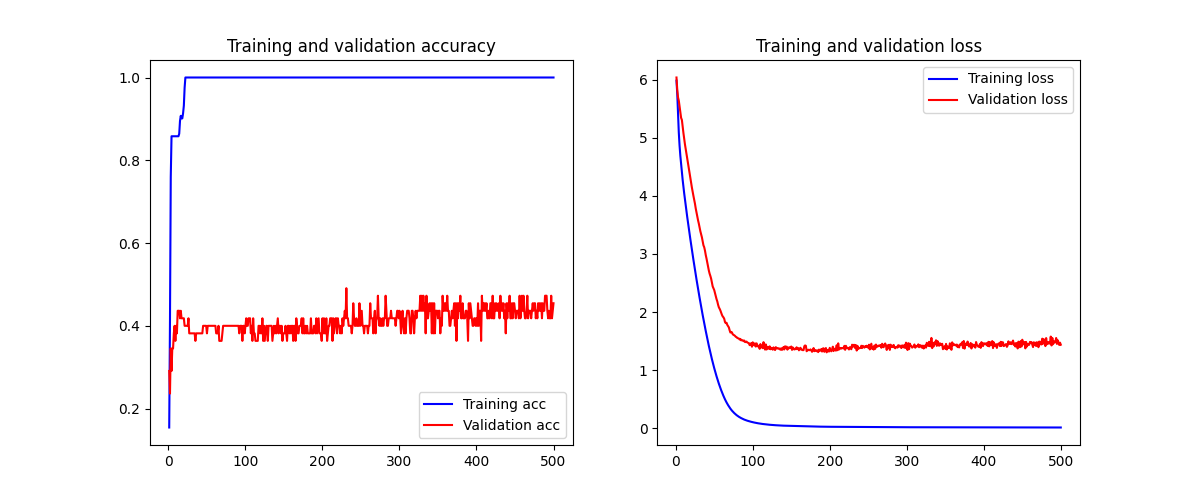 Training and validation accuracy
1.0
0.8
0.6
0.4
0.2
0 100 200 300 400 500
Training acc
Validation acc
Training and validation loss
6
5
4
3
2
1
0
0 100 200 300 400 500
Training loss
Validation loss